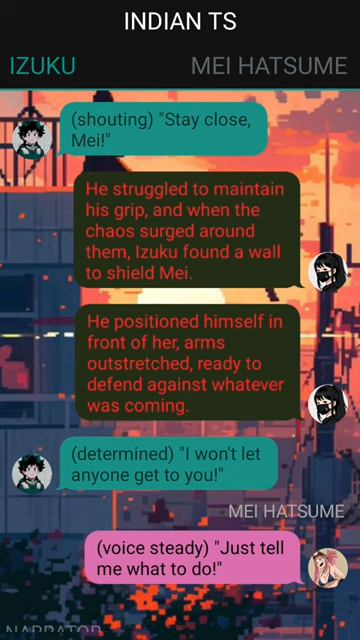 INDIAN TS
IZUKU MEI HATSUME
(shouting) "Stay close,
Mei!"
He struggled to maintain
his grip, and when the
chaos surged around
them, Izuku found a wall
to shield Mei.
He positioned himself in
front of her, arms
outstretched, ready to
defend against whatever
was coming.
(determined) "I won't let
anyone get to you!"
MEI HATSUME
(voice steady) "Just tell
me what to do!"
NARRATOR